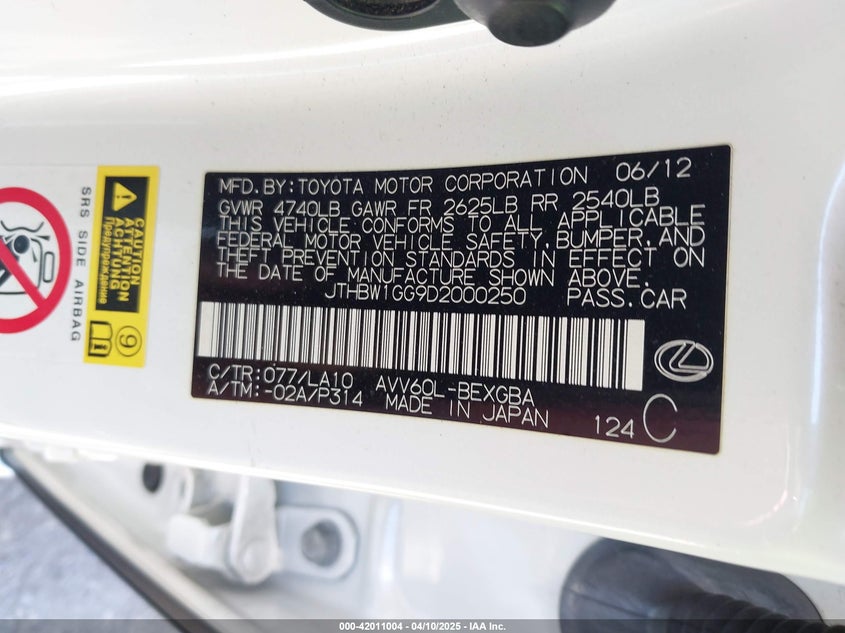 MFD.BY:TOYOTA MOTOR CORPORATION 06/12
GVWR 4740LB GAWR FR 2625LB RR 2540LB
THIS VEHICLE CONFORMS TO ALL APPLICABLE
FEDERAL MOTOR VEHICLE SAFETY,BUMPER,AND
THEFT PREVENTION STANDARDS IN EFFECT ON
THE DATE OF MANUFACTURE SHOWN ABOVE.
JTHBW1GG9D2000250 PASS.CAR
C/TR:077/LA10 AVV60L-BEXGBA
A/TM:-02A/P314 MADE IN JAPAN
124 C
CAUTION
ATTENTION
ACHTUNG
Предупреждение
9
SRS SIDE AIRBAG
000-42011004 - 04/10/2025 - IAA Inc.